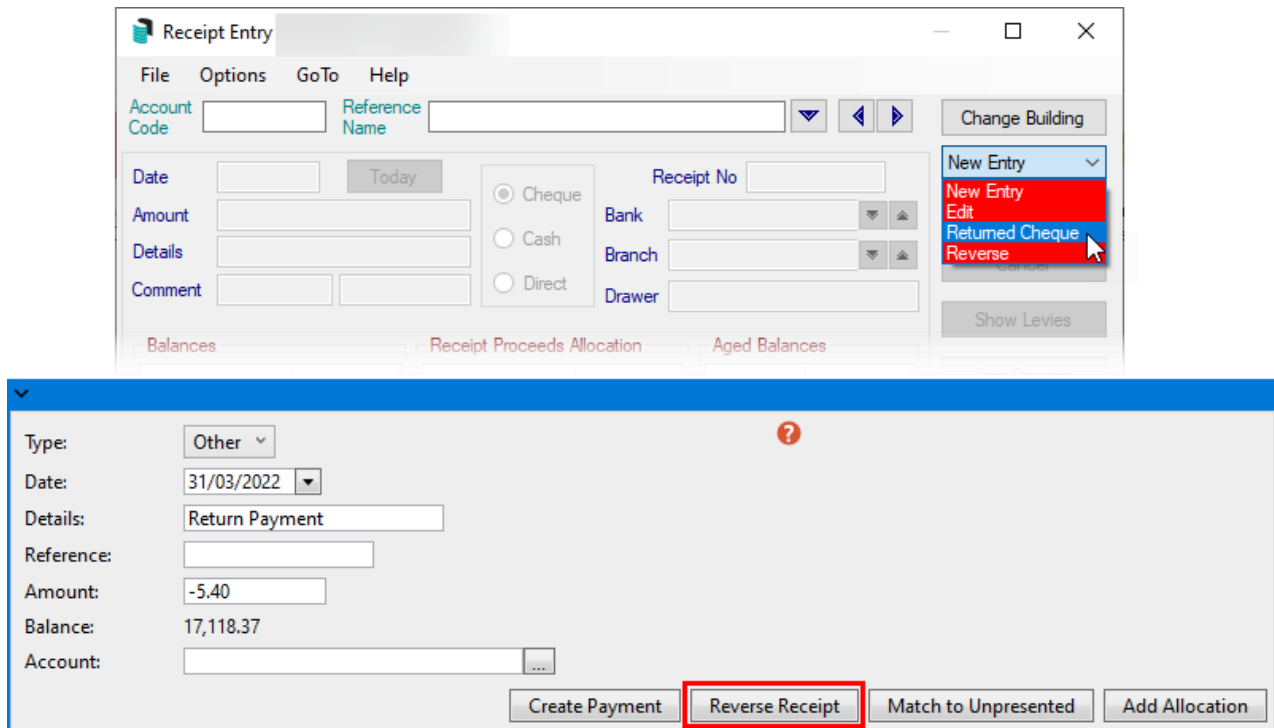 Receipt Entry
File Options GoTo Help
Account Code
Reference Name
Change Building
New Entry
New Entry
Edit
Returned Cheque
Reverse
Cancel
Show Levies
Date
Today
Amount
Details
Comment
Cheque
Cash
Direct
Receipt No
Bank
Branch
Drawer
Balances
Receipt Proceeds Allocation
Aged Balances
Type: Other
?
Date: 31/03/2022
Details: Return Payment
Reference:
Amount: -5.40
Balance: 17,118.37
Account: ...
Create Payment Reverse Receipt Match to Unpresented Add Allocation